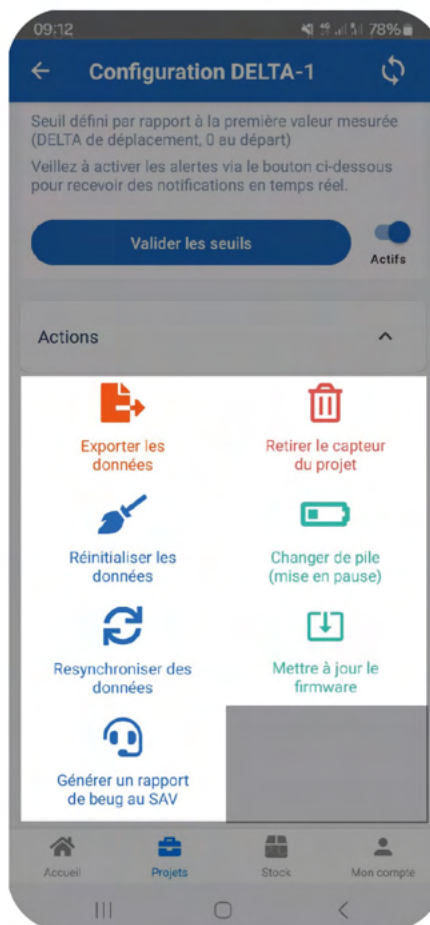 09:12
78%
Configuration DELTA-1
Seuil défini par rapport à la première valeur mesurée
(DELTA de déplacement, 0 au départ)
Veillez à activer les alertes via le bouton ci-dessous
pour recevoir des notifications en temps réel.
Valider les seuils
Actifs
Actions
Exporter les
données
Retirer le capteur
du projet
Réinitialiser les
données
Changer de pile
(mise en pause)
Resynchroniser des
données
Mettre à jour le
firmware
Générer un rapport
de beug au SAV
Accueil
Projets
Stock
Mon compte